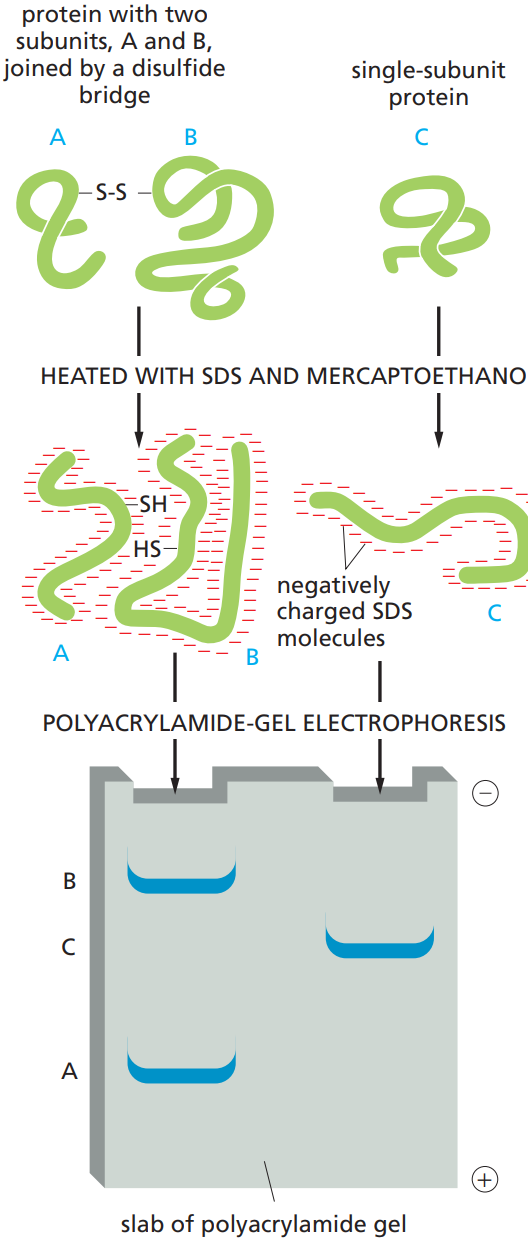 protein with two
subunits, A and B,
joined by a disulfide
bridge
single-subunit
protein
A
B
C
S-S
HEATED WITH SDS AND MERCAPTOETHANO
SH
HS
negatively
charged SDS
molecules
A
B
C
POLYACRYLAMIDE-GEL ELECTROPHORESIS
−
B
C
A
+
slab of polyacrylamide gel